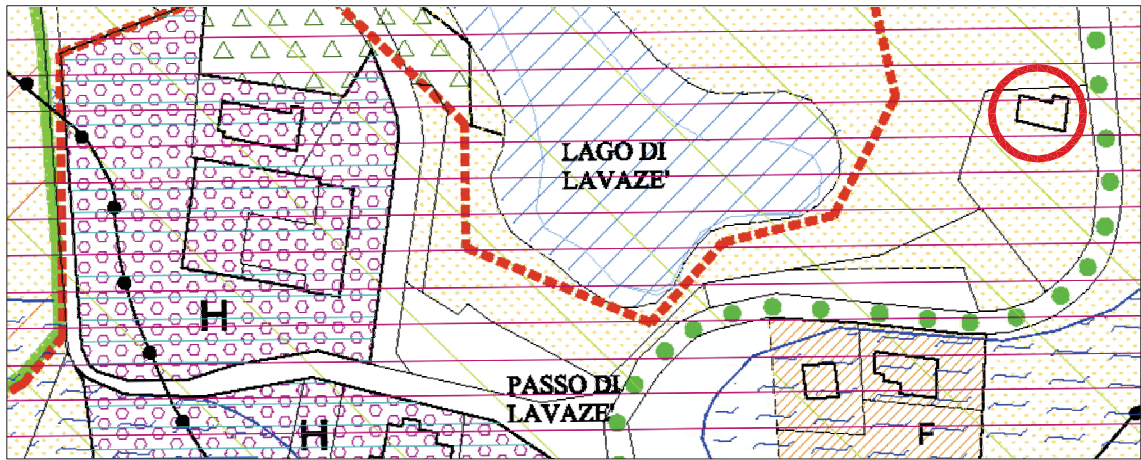 LAGO DI
LAVAZE'
H
PASSO DI
LAVAZE'
H
F